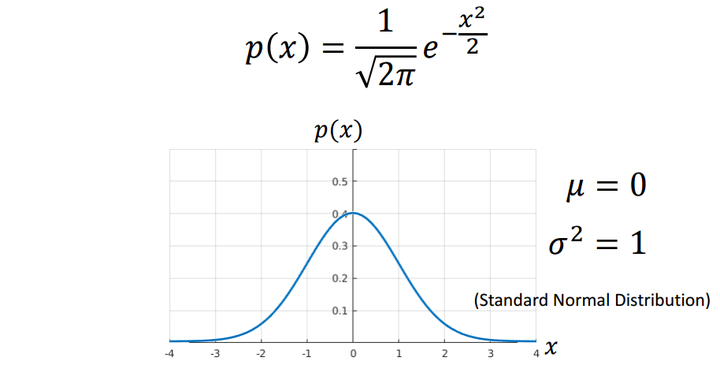 p(x) = 1/√2π e^(-x²/2)
p(x)
0.5
0.4
0.3
0.2
0.1
-4 -3 -2 -1 0 1 2 3 4 x
μ = 0
σ² = 1
(Standard Normal Distribution)